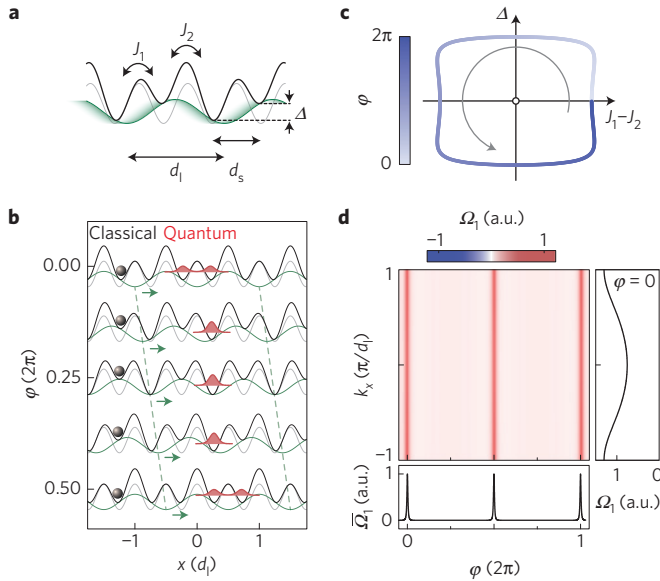 a
J₁
J₂
Δ
dₗ
dₛ
b
Classical Quantum
0.00
0.25
0.50
φ (2π)
−1
0
1
x (dₗ)
c
2π
φ
0
Δ
J₁−J₂
d
Ω₁ (a.u.)
−1
1
1
kₓ (π/dₗ)
−1
φ = 0
1
0
Ω₁ (a.u.)
1
0
Ω̅₁ (a.u.)
0
0.5
1
φ (2π)